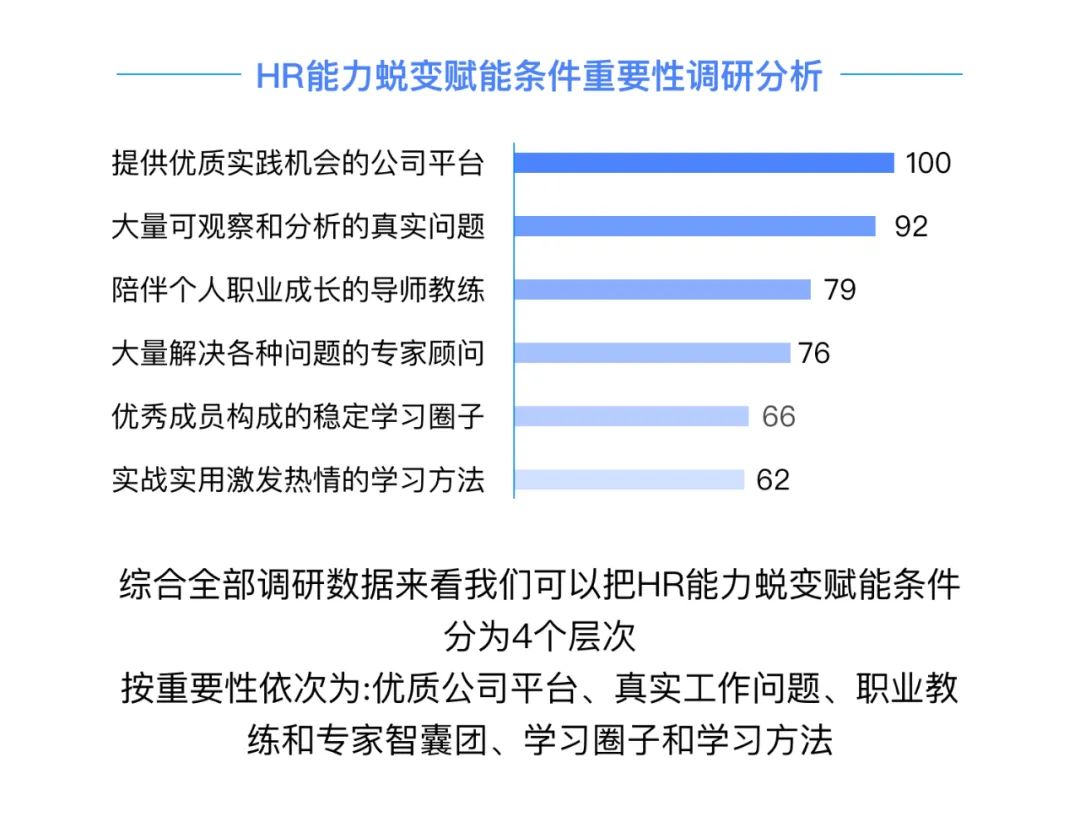 HR能力蜕变赋能条件重要性调研分析
提供优质实践机会的公司平台 100
大量可观察和分析的真实问题 92
陪伴个人职业成长的导师教练 79
大量解决各种问题的专家顾问 76
优秀成员构成的稳定学习圈子 66
实战实用激发热情的学习方法 62
综合全部调研数据来看我们可以把HR能力蜕变赋能条件
分为4个层次
按重要性依次为:优质公司平台、真实工作问题、职业教
练和专家智囊团、学习圈子和学习方法